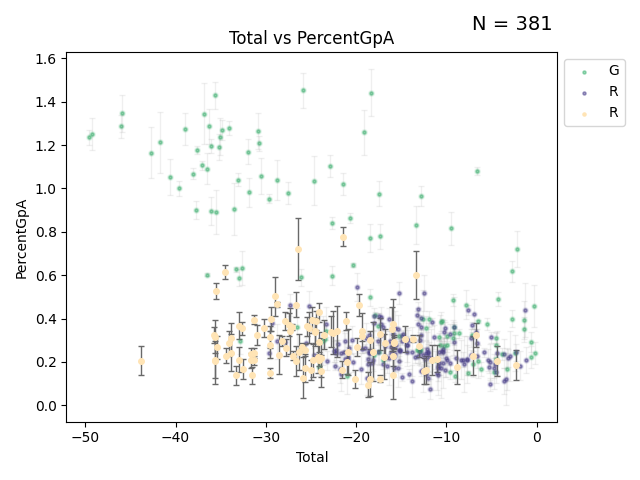 N = 381
Total vs PercentGpA
G
R
R
PercentGpA
1.6
1.4
1.2
1.0
0.8
0.6
0.4
0.2
0.0
−50
−40
−30
−20
−10
0
Total